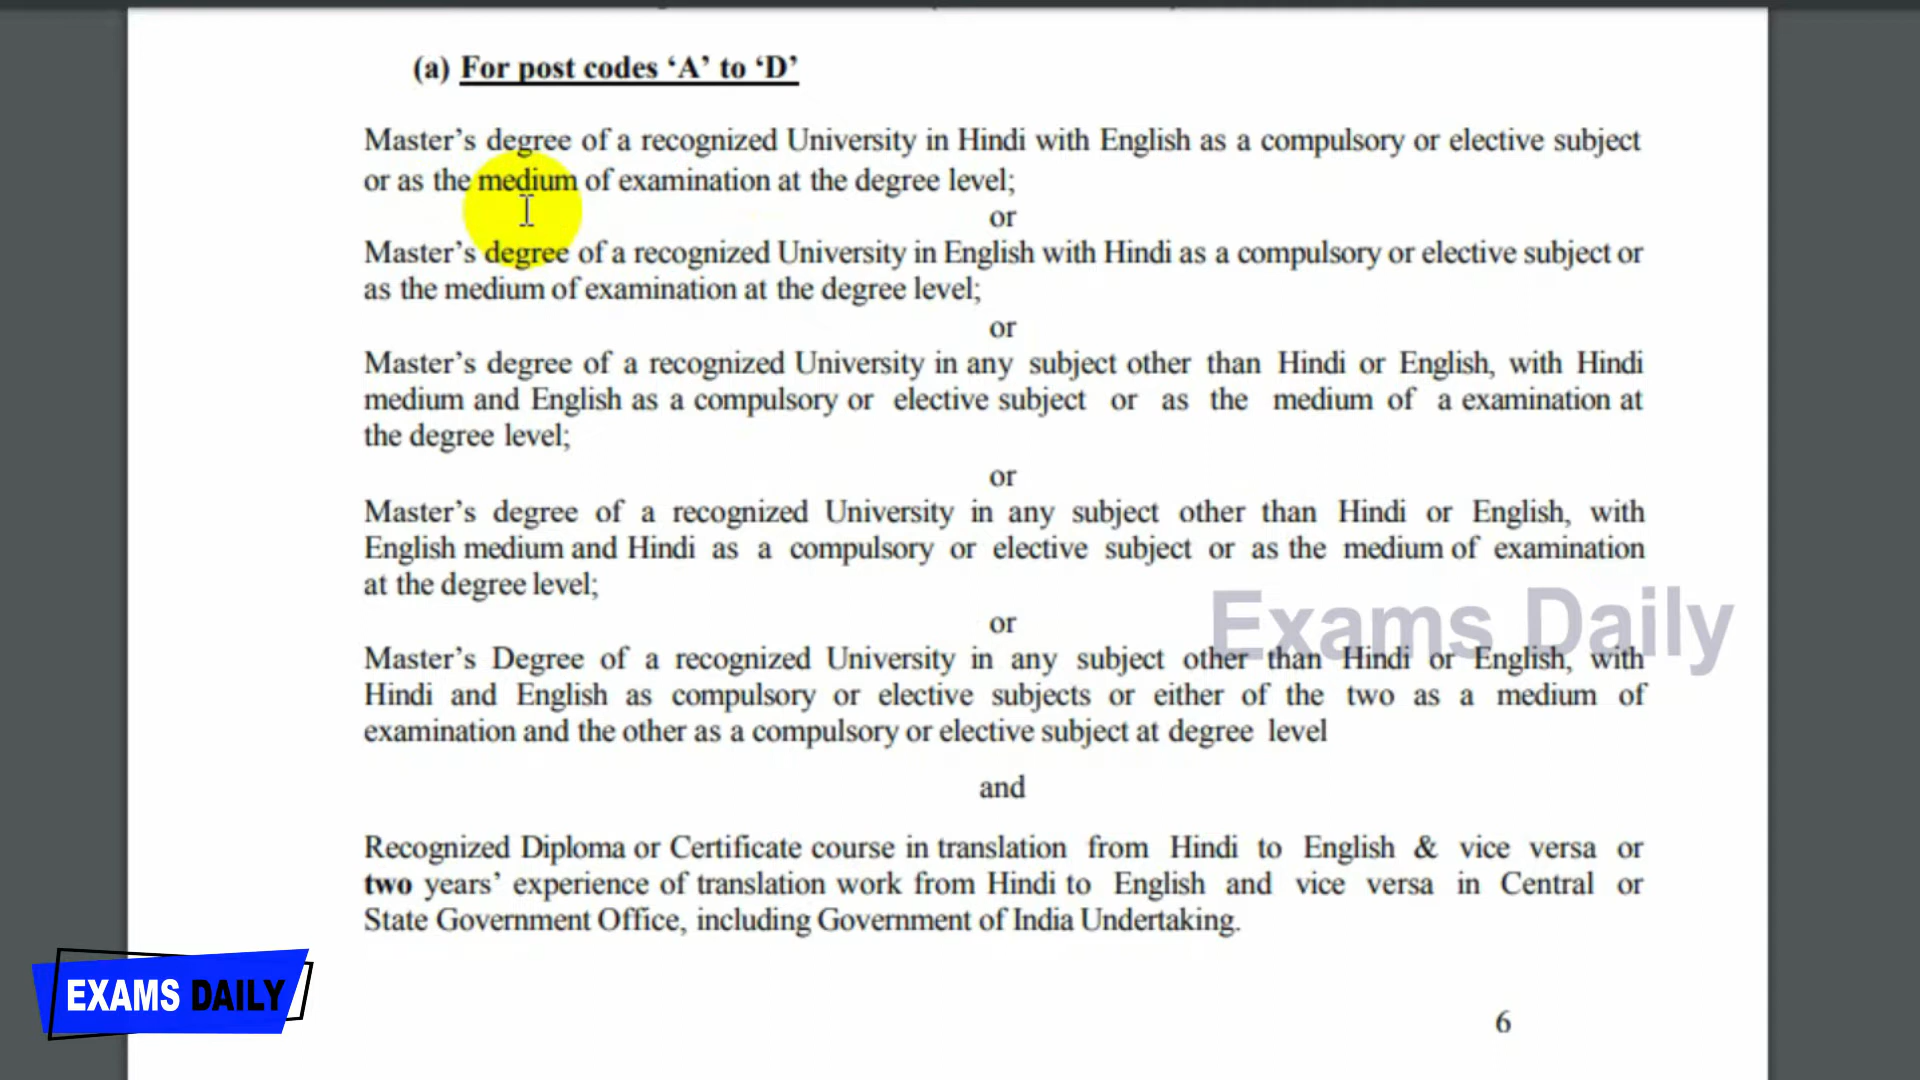 (a) For post codes ‘A’ to ‘D’
Master’s degree of a recognized University in Hindi with English as a compulsory or elective subject
or as the medium of examination at the degree level;
or
Master’s degree of a recognized University in English with Hindi as a compulsory or elective subject or
as the medium of examination at the degree level;
or
Master’s degree of a recognized University in any subject other than Hindi or English, with Hindi
medium and English as a compulsory or elective subject or as the medium of a examination at
the degree level;
or
Master’s degree of a recognized University in any subject other than Hindi or English, with
English medium and Hindi as a compulsory or elective subject or as the medium of examination
at the degree level;
or
Exams Daily
Master’s Degree of a recognized University in any subject other than Hindi or English, with
Hindi and English as compulsory or elective subjects or either of the two as a medium of
examination and the other as a compulsory or elective subject at degree level
and
Recognized Diploma or Certificate course in translation from Hindi to English & vice versa or
two years’ experience of translation work from Hindi to English and vice versa in Central or
State Government Office, including Government of India Undertaking.
EXAMS DAILY
6